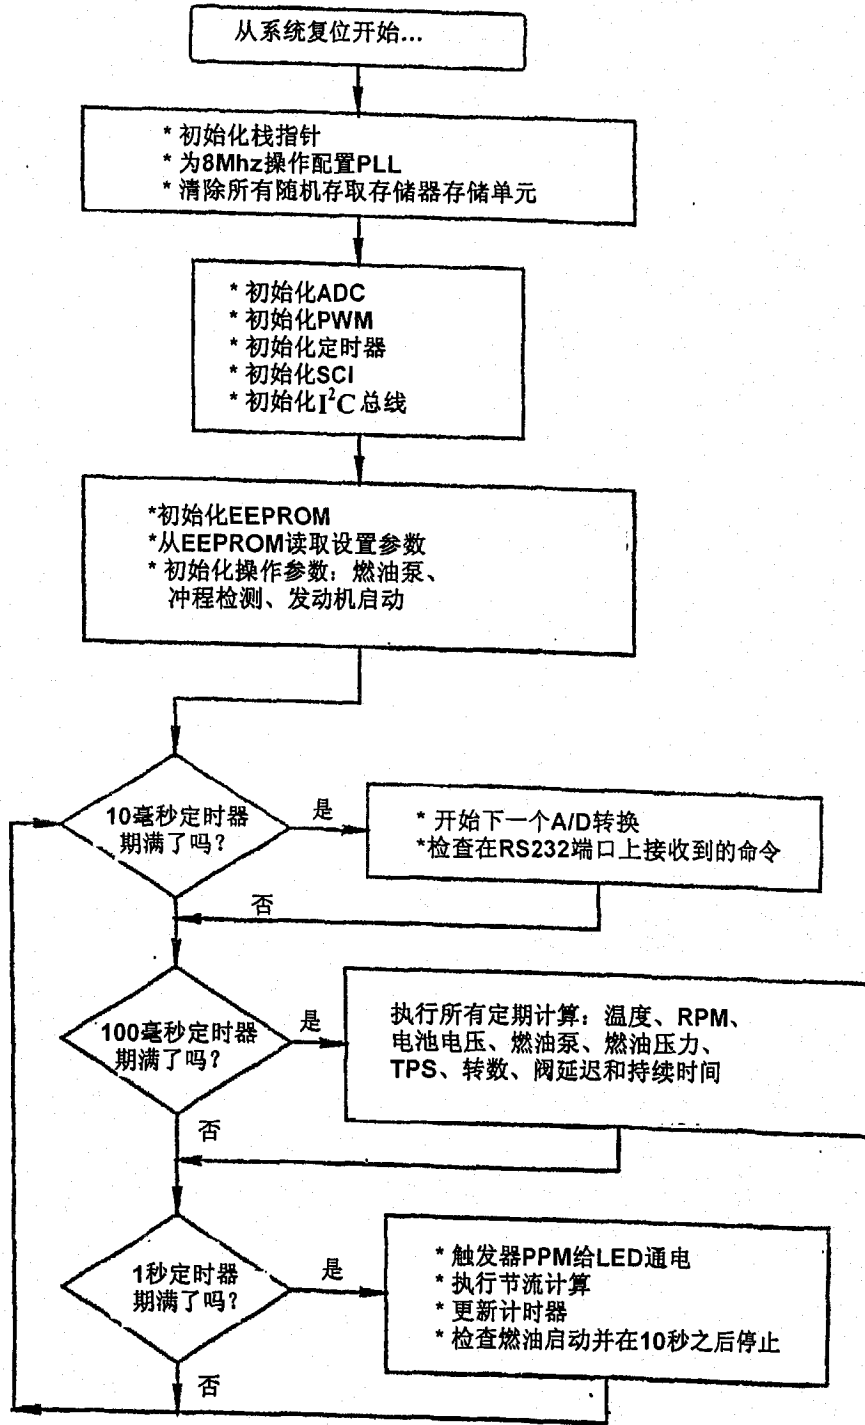 从系统复位开始...
* 初始化栈指针
* 为8Mhz操作配置PLL
* 清除所有随机存取存储器存储单元
* 初始化ADC
* 初始化PWM
* 初始化定时器
* 初始化SCI
* 初始化I²C总线
*初始化EEPROM
*从EEPROM读取设置参数
* 初始化操作参数：燃油泵、
冲程检测、发动机启动
10毫秒定时器
期满了吗？
是
* 开始下一个A/D转换
*检查在RS232端口上接收到的命令
否
100毫秒定时器
期满了吗？
是
执行所有定期计算：温度、RPM、
电池电压、燃油泵、燃油压力、
TPS、转数、阀延迟和持续时间
否
1秒定时器
期满了吗？
是
* 触发器PPM给LED通电
* 执行节流计算
* 更新计时器
* 检查燃油启动并在10秒之后停止
否